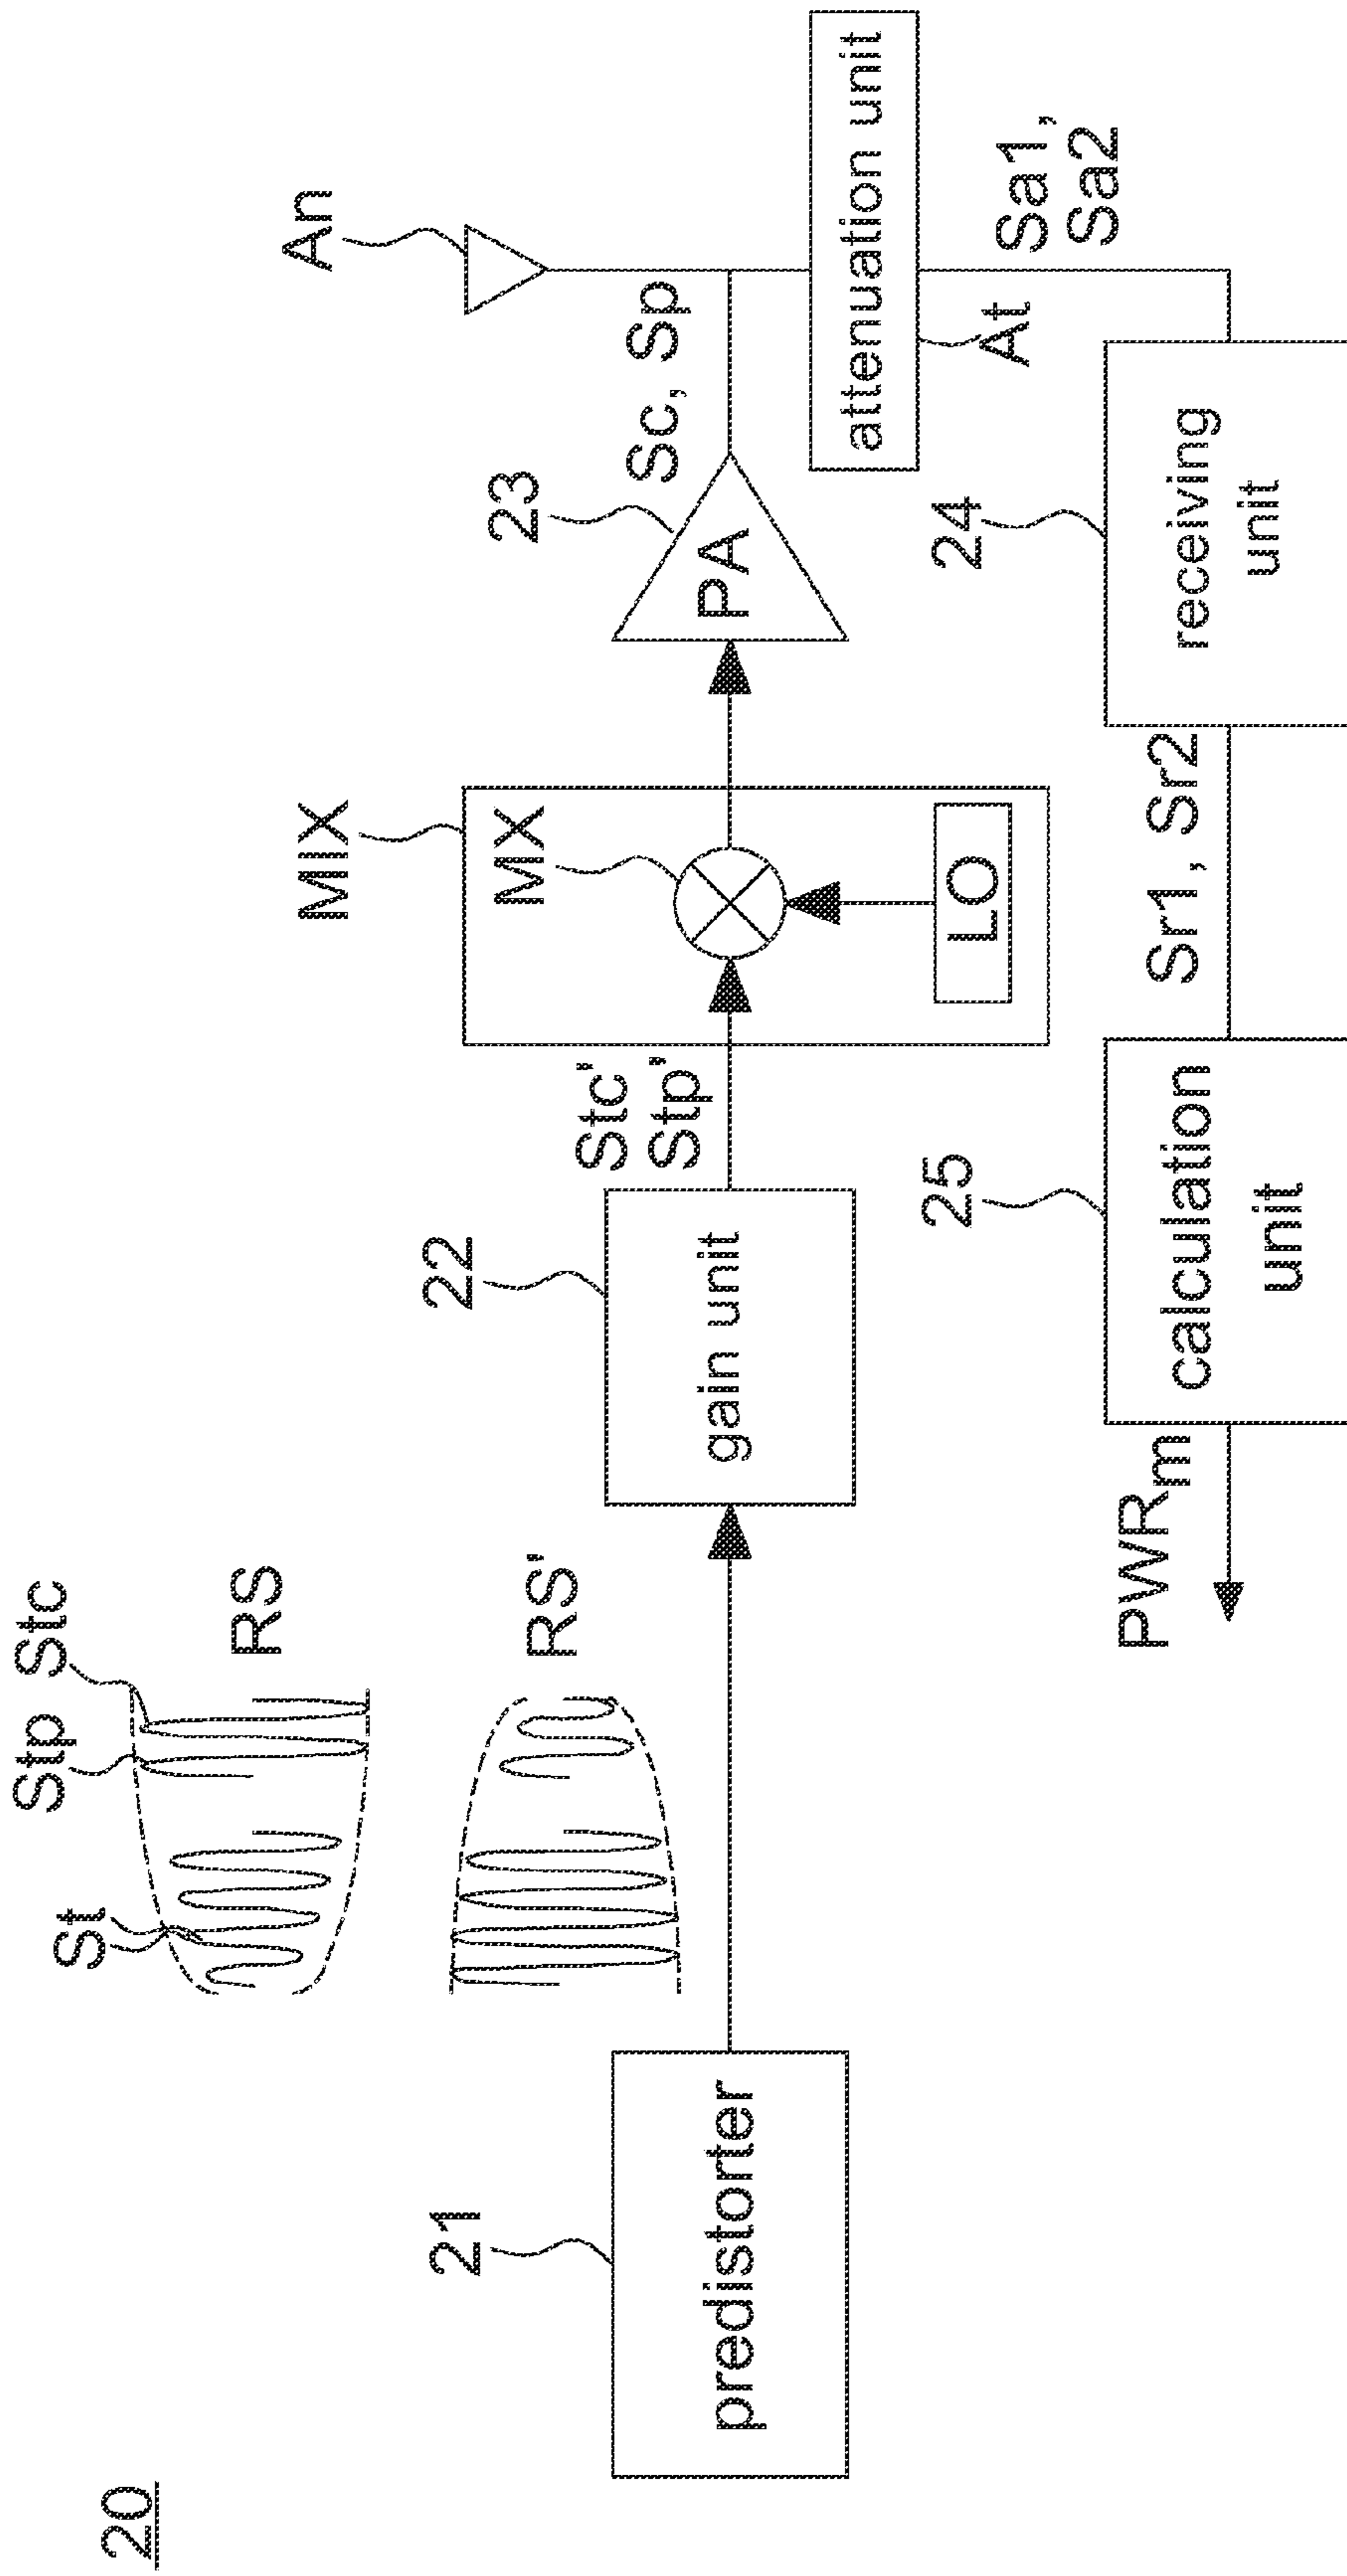 20
St
Stp
Stc
RS
RS'
21
predistorter
22
gain unit
Stc'
Stp'
MIX
MIX
LO
23
PA
Sc, Sp
An
attenuation unit
At
Sa1,
Sa2
24
receiving
unit
Sr1, Sr2
25
calculation
unit
PWRm